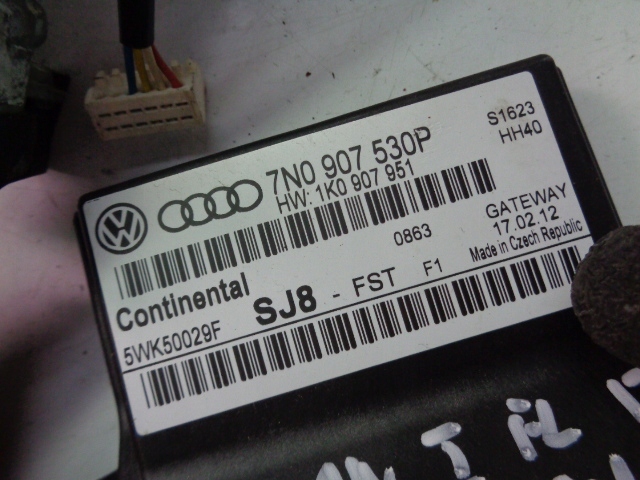 S1623
HH40
7N0 907 530P
HW: 1K0 907 951
GATEWAY
17.02.12
0863
Made in Czech Republic
Continental
SJ8 - FST F1
5WK50029F